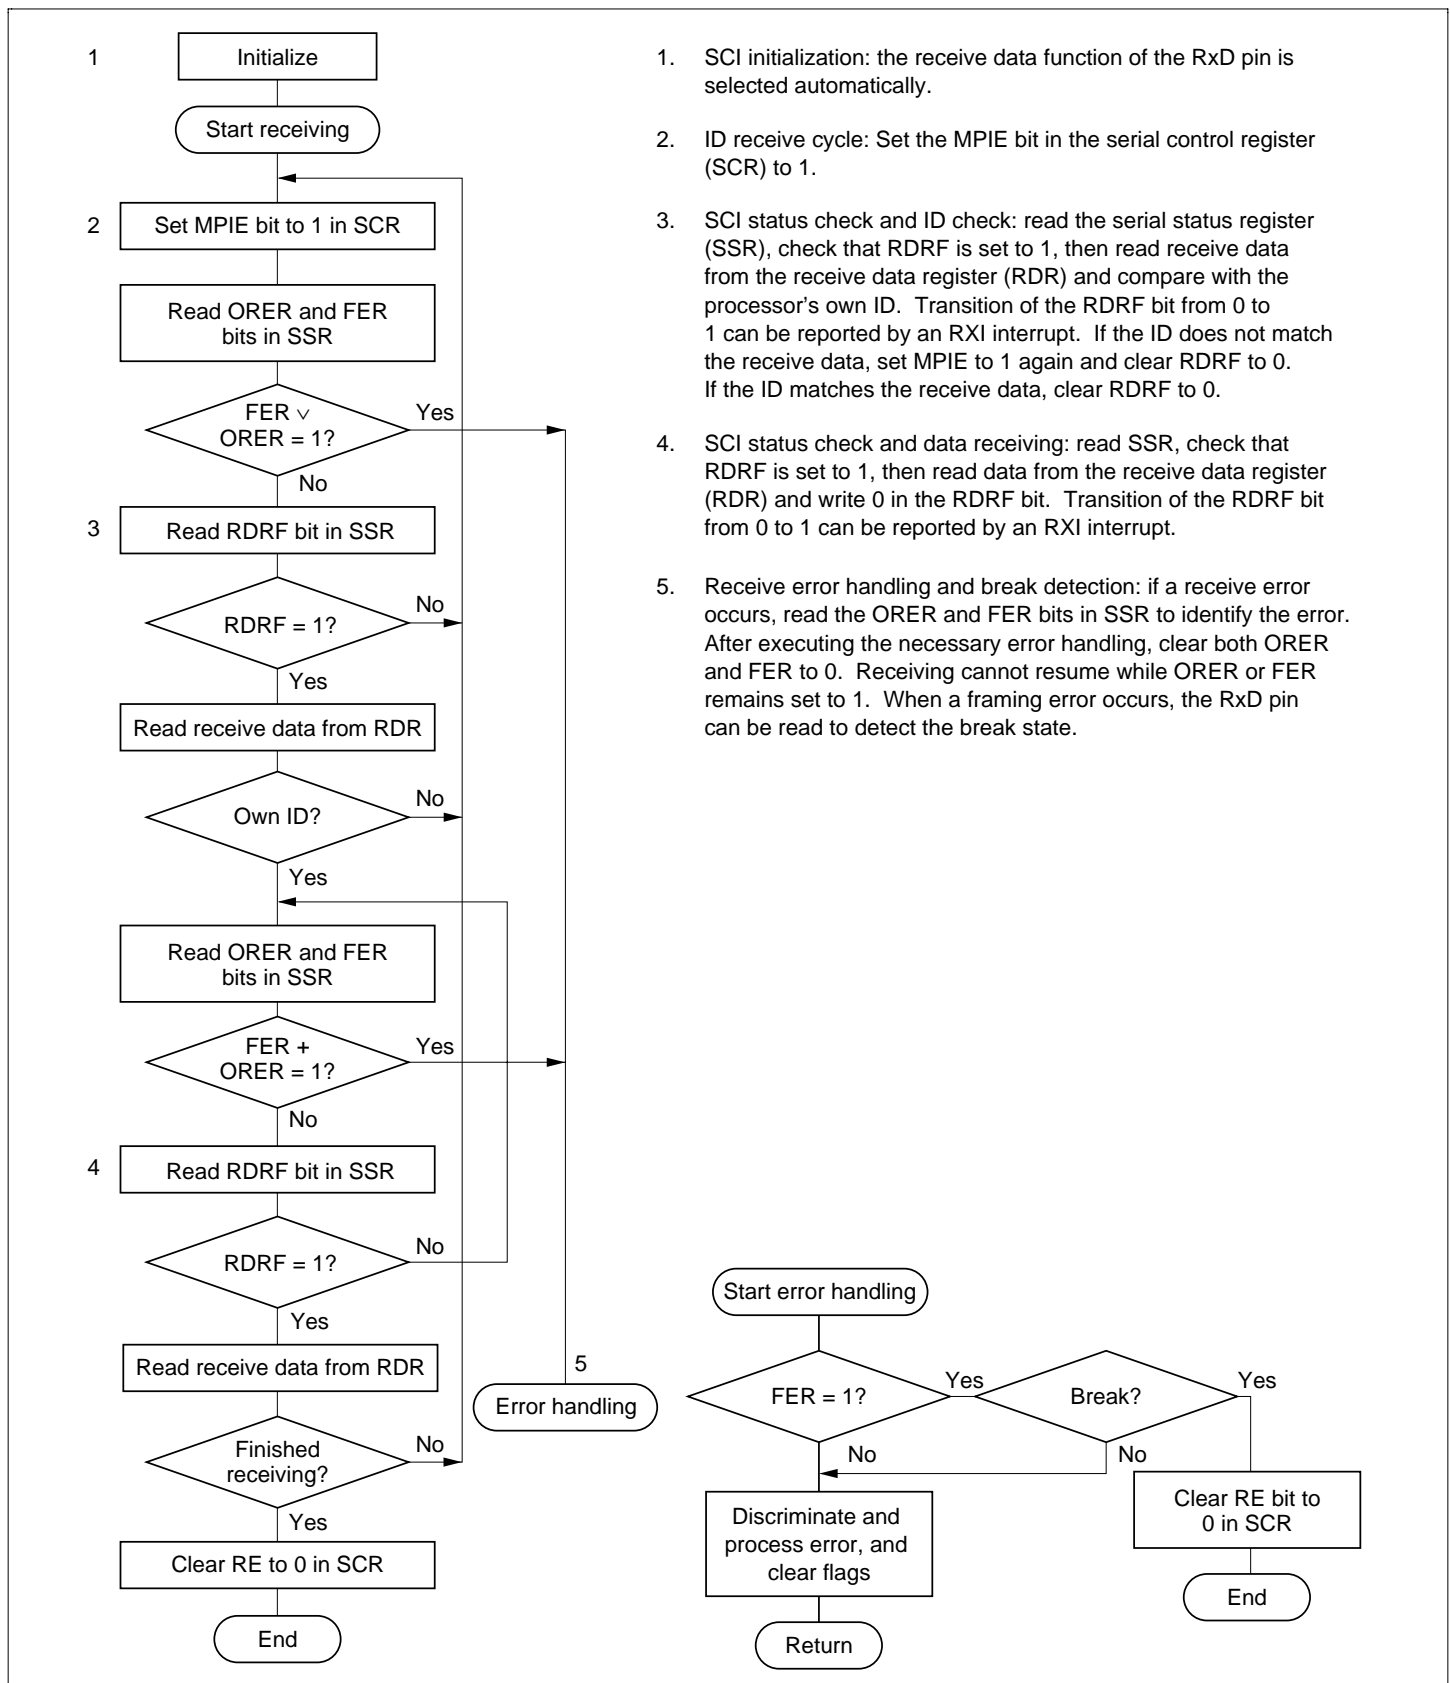 1
Initialize
Start receiving
2
Set MPIE bit to 1 in SCR
Read ORER and FER
bits in SSR
FER ∨
ORER = 1?
Yes
No
3
Read RDRF bit in SSR
RDRF = 1?
No
Yes
Read receive data from RDR
Own ID?
No
Yes
Read ORER and FER
bits in SSR
FER +
ORER = 1?
Yes
No
4
Read RDRF bit in SSR
RDRF = 1?
No
Yes
Read receive data from RDR
Finished
receiving?
No
Yes
Clear RE to 0 in SCR
End
5
Error handling
1. SCI initialization: the receive data function of the RxD pin is
selected automatically.
2. ID receive cycle: Set the MPIE bit in the serial control register
(SCR) to 1.
3. SCI status check and ID check: read the serial status register
(SSR), check that RDRF is set to 1, then read receive data
from the receive data register (RDR) and compare with the
processor's own ID. Transition of the RDRF bit from 0 to
1 can be reported by an RXI interrupt. If the ID does not match
the receive data, set MPIE to 1 again and clear RDRF to 0.
If the ID matches the receive data, clear RDRF to 0.
4. SCI status check and data receiving: read SSR, check that
RDRF is set to 1, then read data from the receive data register
(RDR) and write 0 in the RDRF bit. Transition of the RDRF bit
from 0 to 1 can be reported by an RXI interrupt.
5. Receive error handling and break detection: if a receive error
occurs, read the ORER and FER bits in SSR to identify the error.
After executing the necessary error handling, clear both ORER
and FER to 0. Receiving cannot resume while ORER or FER
remains set to 1. When a framing error occurs, the RxD pin
can be read to detect the break state.
Start error handling
FER = 1?
Yes
No
Break?
Yes
No
Discriminate and
process error, and
clear flags
Return
Clear RE bit to
0 in SCR
End